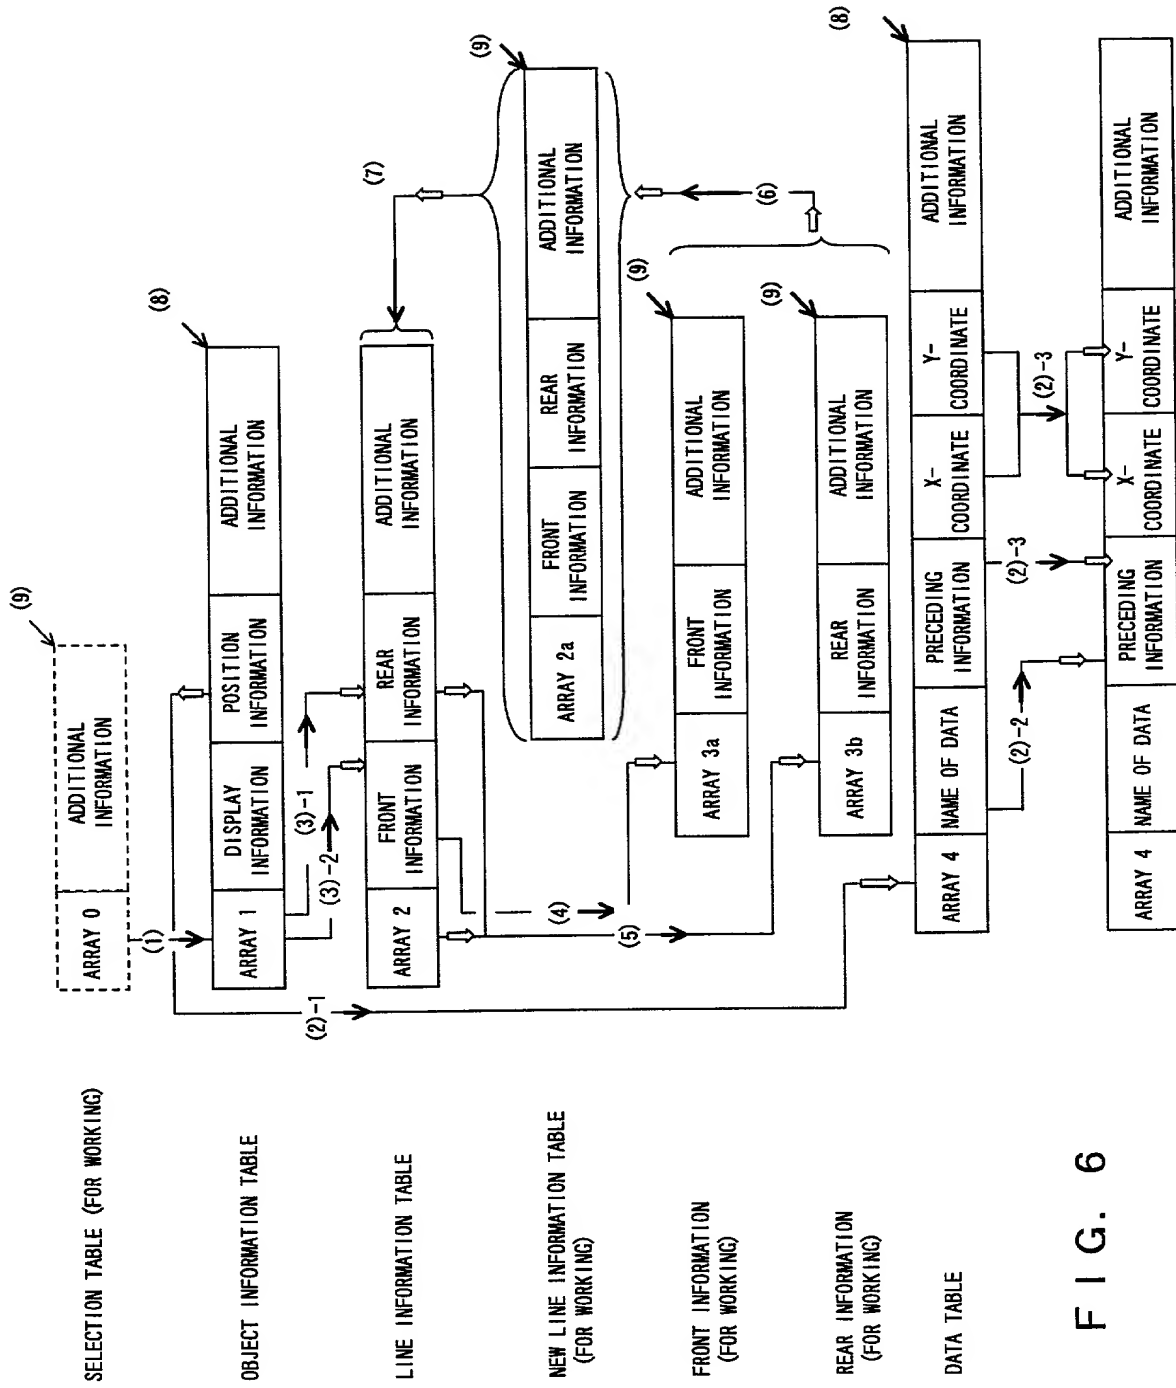 SELECTION TABLE (FOR WORKING)
ARRAY 0
ADDITIONAL
INFORMATION
(9)
(1)
OBJECT INFORMATION TABLE
ARRAY 1
DISPLAY
INFORMATION
POSITION
INFORMATION
ADDITIONAL
INFORMATION
(8)
(2)-1
(3)-2
(3)-1
LINE INFORMATION TABLE
ARRAY 2
FRONT
INFORMATION
REAR
INFORMATION
ADDITIONAL
INFORMATION
(7)
NEW LINE INFORMATION TABLE
(FOR WORKING)
ARRAY 2a
FRONT
INFORMATION
REAR
INFORMATION
ADDITIONAL
INFORMATION
(9)
(4)
(5)
(6)
FRONT INFORMATION
(FOR WORKING)
ARRAY 3a
FRONT
INFORMATION
ADDITIONAL
INFORMATION
(9)
REAR INFORMATION
(FOR WORKING)
ARRAY 3b
REAR
INFORMATION
ADDITIONAL
INFORMATION
(9)
DATA TABLE
ARRAY 4
NAME OF DATA
PRECEDING
INFORMATION
X-
COORDINATE
Y-
COORDINATE
ADDITIONAL
INFORMATION
(8)
(2)-2
(2)-3
(2)-3
ARRAY 4
NAME OF DATA
PRECEDING
INFORMATION
X-
COORDINATE
Y-
COORDINATE
ADDITIONAL
INFORMATION
FIG. 6